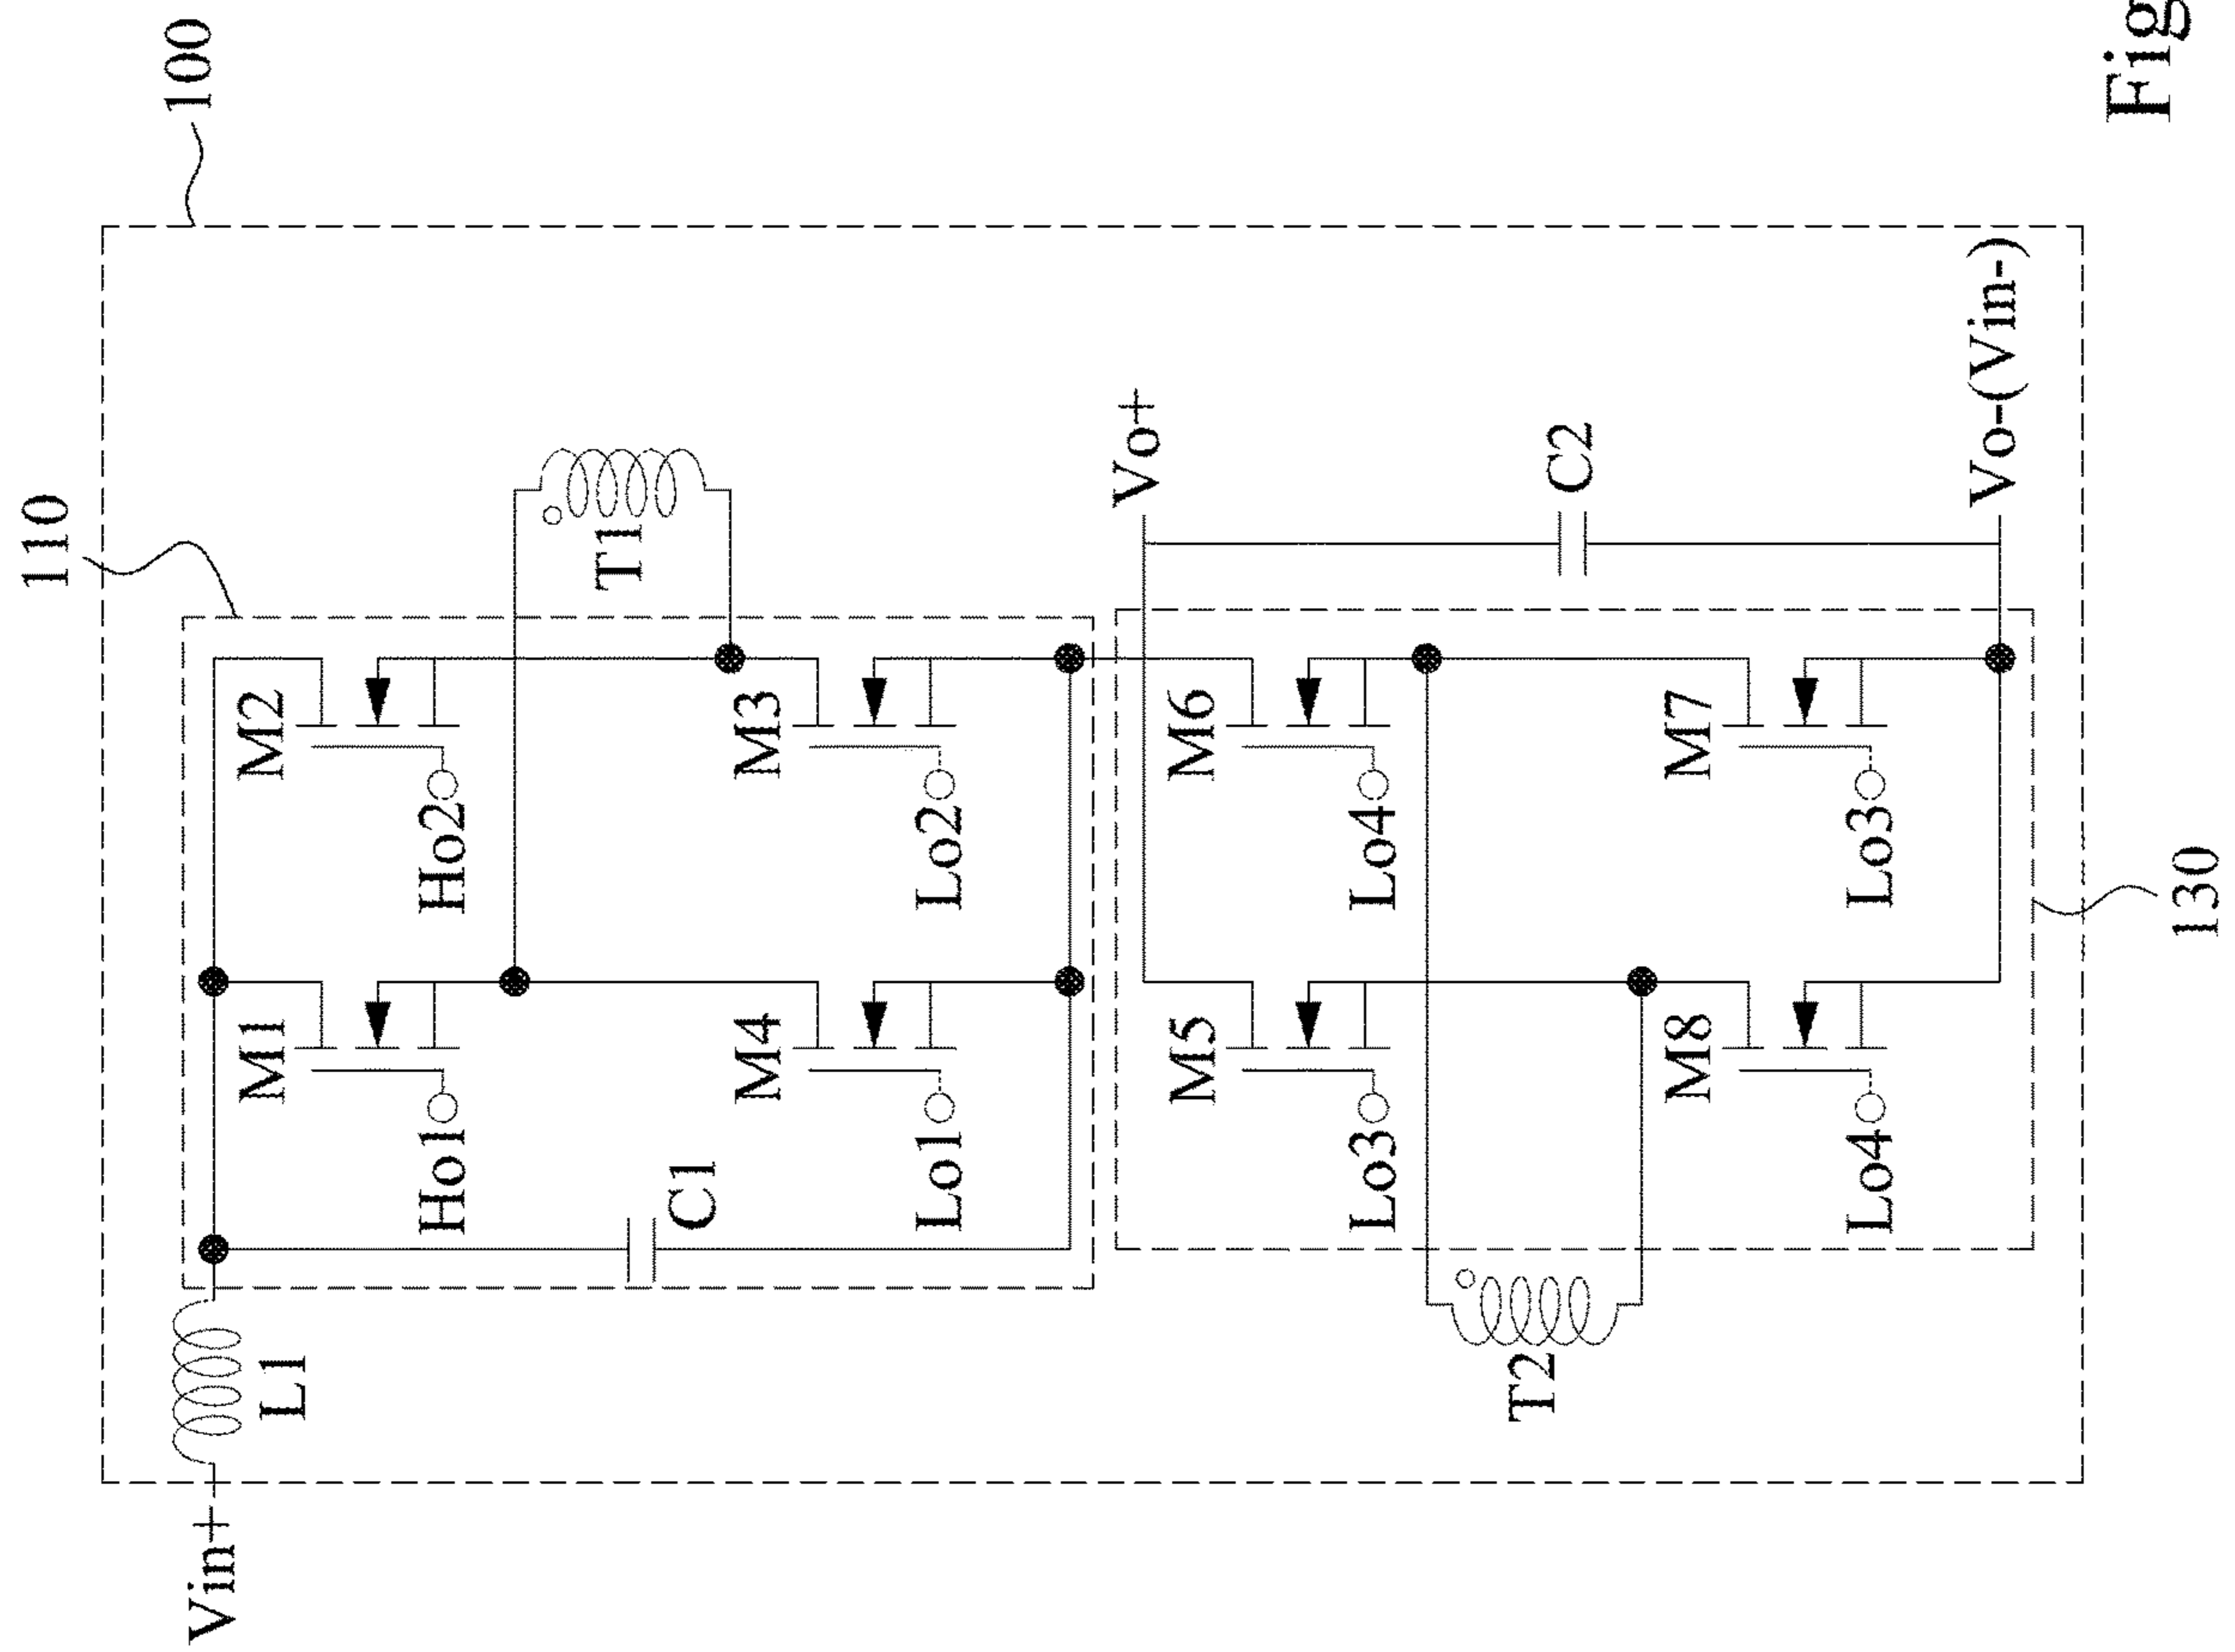 110
100
Vin+
L1
M1
M2
Ho1
Ho2
T1
C1
M4
M3
Lo1
Lo2
Vo+
M5
M6
Lo3
Lo4
T2
C2
M8
M7
Lo4
Lo3
Vo-(Vin-)
130
Fig